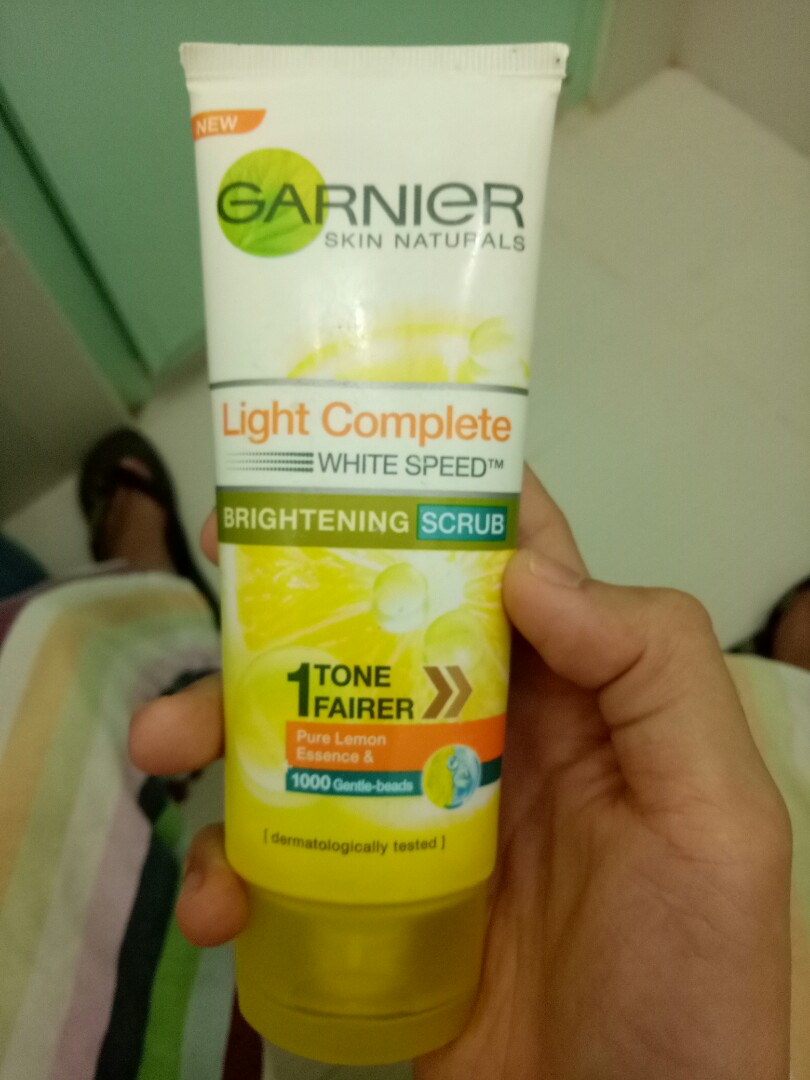 NEW
GARNIER
SKIN NATURALS
Light Complete
WHITE SPEED™
BRIGHTENING SCRUB
1 TONE
FAIRER
Pure Lemon
Essence &
1000 Gentle-beads
[ dermatologically tested ]